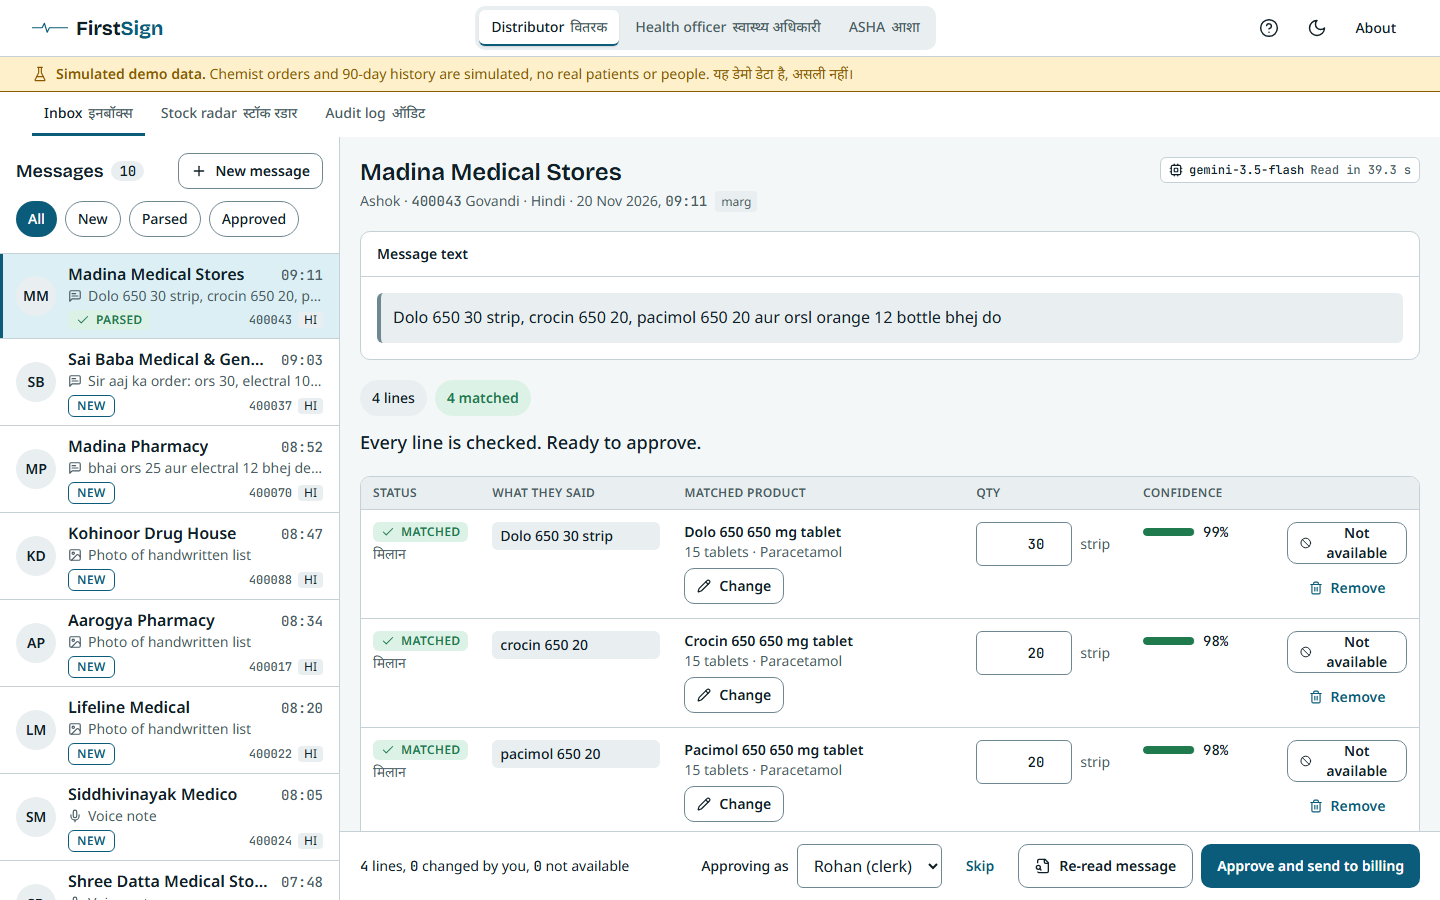 FirstSign
Distributor वितरक
Health officer स्वास्थ्य अधिकारी
ASHA आशा
About
Simulated demo data. Chemist orders and 90-day history are simulated, no real patients or people. यह डेमो डेटा है, असली नहीं।
Inbox इनबॉक्स
Stock radar स्टॉक रडार
Audit log ऑडिट
Messages 10
New message
All
New
Parsed
Approved
MM
Madina Medical Stores 09:11
Dolo 650 30 strip, crocin 650 20, p...
PARSED 400043 HI
SB
Sai Baba Medical & Gen... 09:03
Sir aaj ka order: ors 30, electral 10...
NEW 400037 HI
MP
Madina Pharmacy 08:52
bhai ors 25 aur electral 12 bhej de...
NEW 400070 HI
KD
Kohinoor Drug House 08:47
Photo of handwritten list
NEW 400088 HI
AP
Aarogya Pharmacy 08:34
Photo of handwritten list
NEW 400017 HI
LM
Lifeline Medical 08:20
Photo of handwritten list
NEW 400022 HI
SM
Siddhivinayak Medico 08:05
Voice note
NEW 400024 HI
Shree Datta Medical Sto... 07:48
Madina Medical Stores
gemini-3.5-flash Read in 39.3 s
Ashok · 400043 Govandi · Hindi · 20 Nov 2026, 09:11 marg
Message text
Dolo 650 30 strip, crocin 650 20, pacimol 650 20 aur orsl orange 12 bottle bhej do
4 lines
4 matched
Every line is checked. Ready to approve.
STATUS WHAT THEY SAID MATCHED PRODUCT QTY CONFIDENCE
MATCHED
मिलान
Dolo 650 30 strip
Dolo 650 650 mg tablet
15 tablets · Paracetamol
Change
30 strip
99%
Not available
Remove
MATCHED
मिलान
crocin 650 20
Crocin 650 650 mg tablet
15 tablets · Paracetamol
Change
20 strip
98%
Not available
Remove
MATCHED
मिलान
pacimol 650 20
Pacimol 650 650 mg tablet
15 tablets · Paracetamol
Change
20 strip
98%
Not available
Remove
4 lines, 0 changed by you, 0 not available
Approving as
Rohan (clerk)
Skip
Re-read message
Approve and send to billing